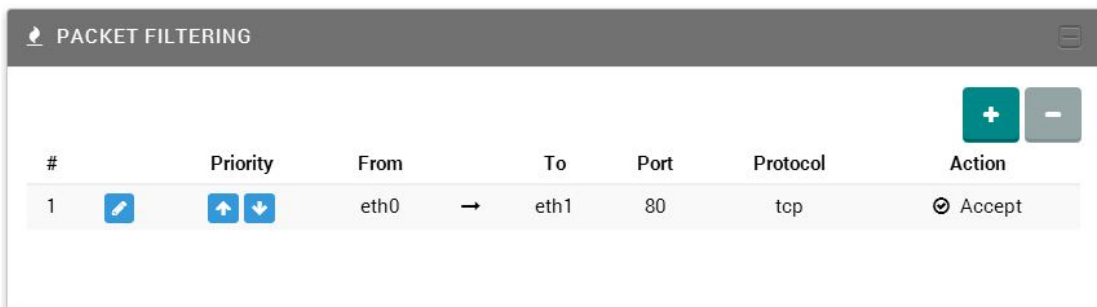 PACKET FILTERING
# Priority From To Port Protocol Action
1 eth0 → eth1 80 tcp Accept